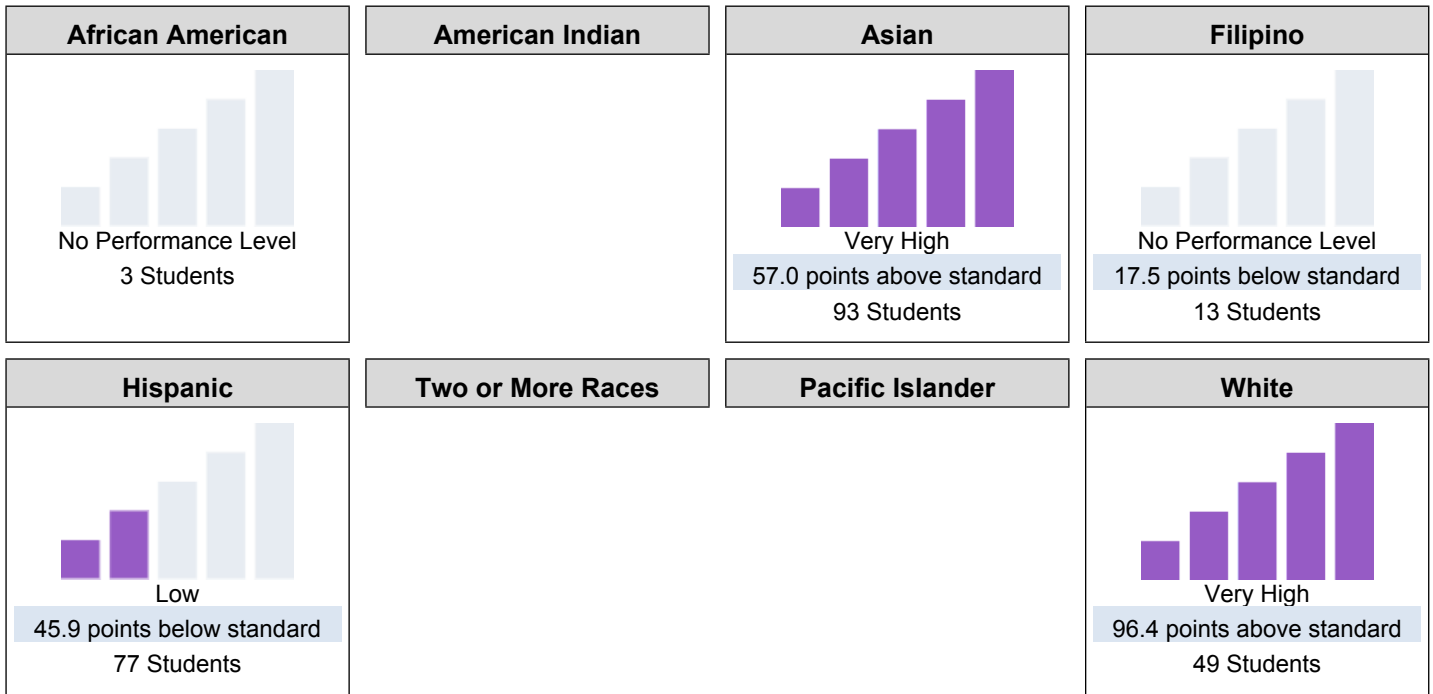 African American
No Performance Level
3 Students
American Indian
Asian
Very High
57.0 points above standard
93 Students
Filipino
No Performance Level
17.5 points below standard
13 Students
Hispanic
Low
45.9 points below standard
77 Students
Two or More Races
Pacific Islander
White
Very High
96.4 points above standard
49 Students